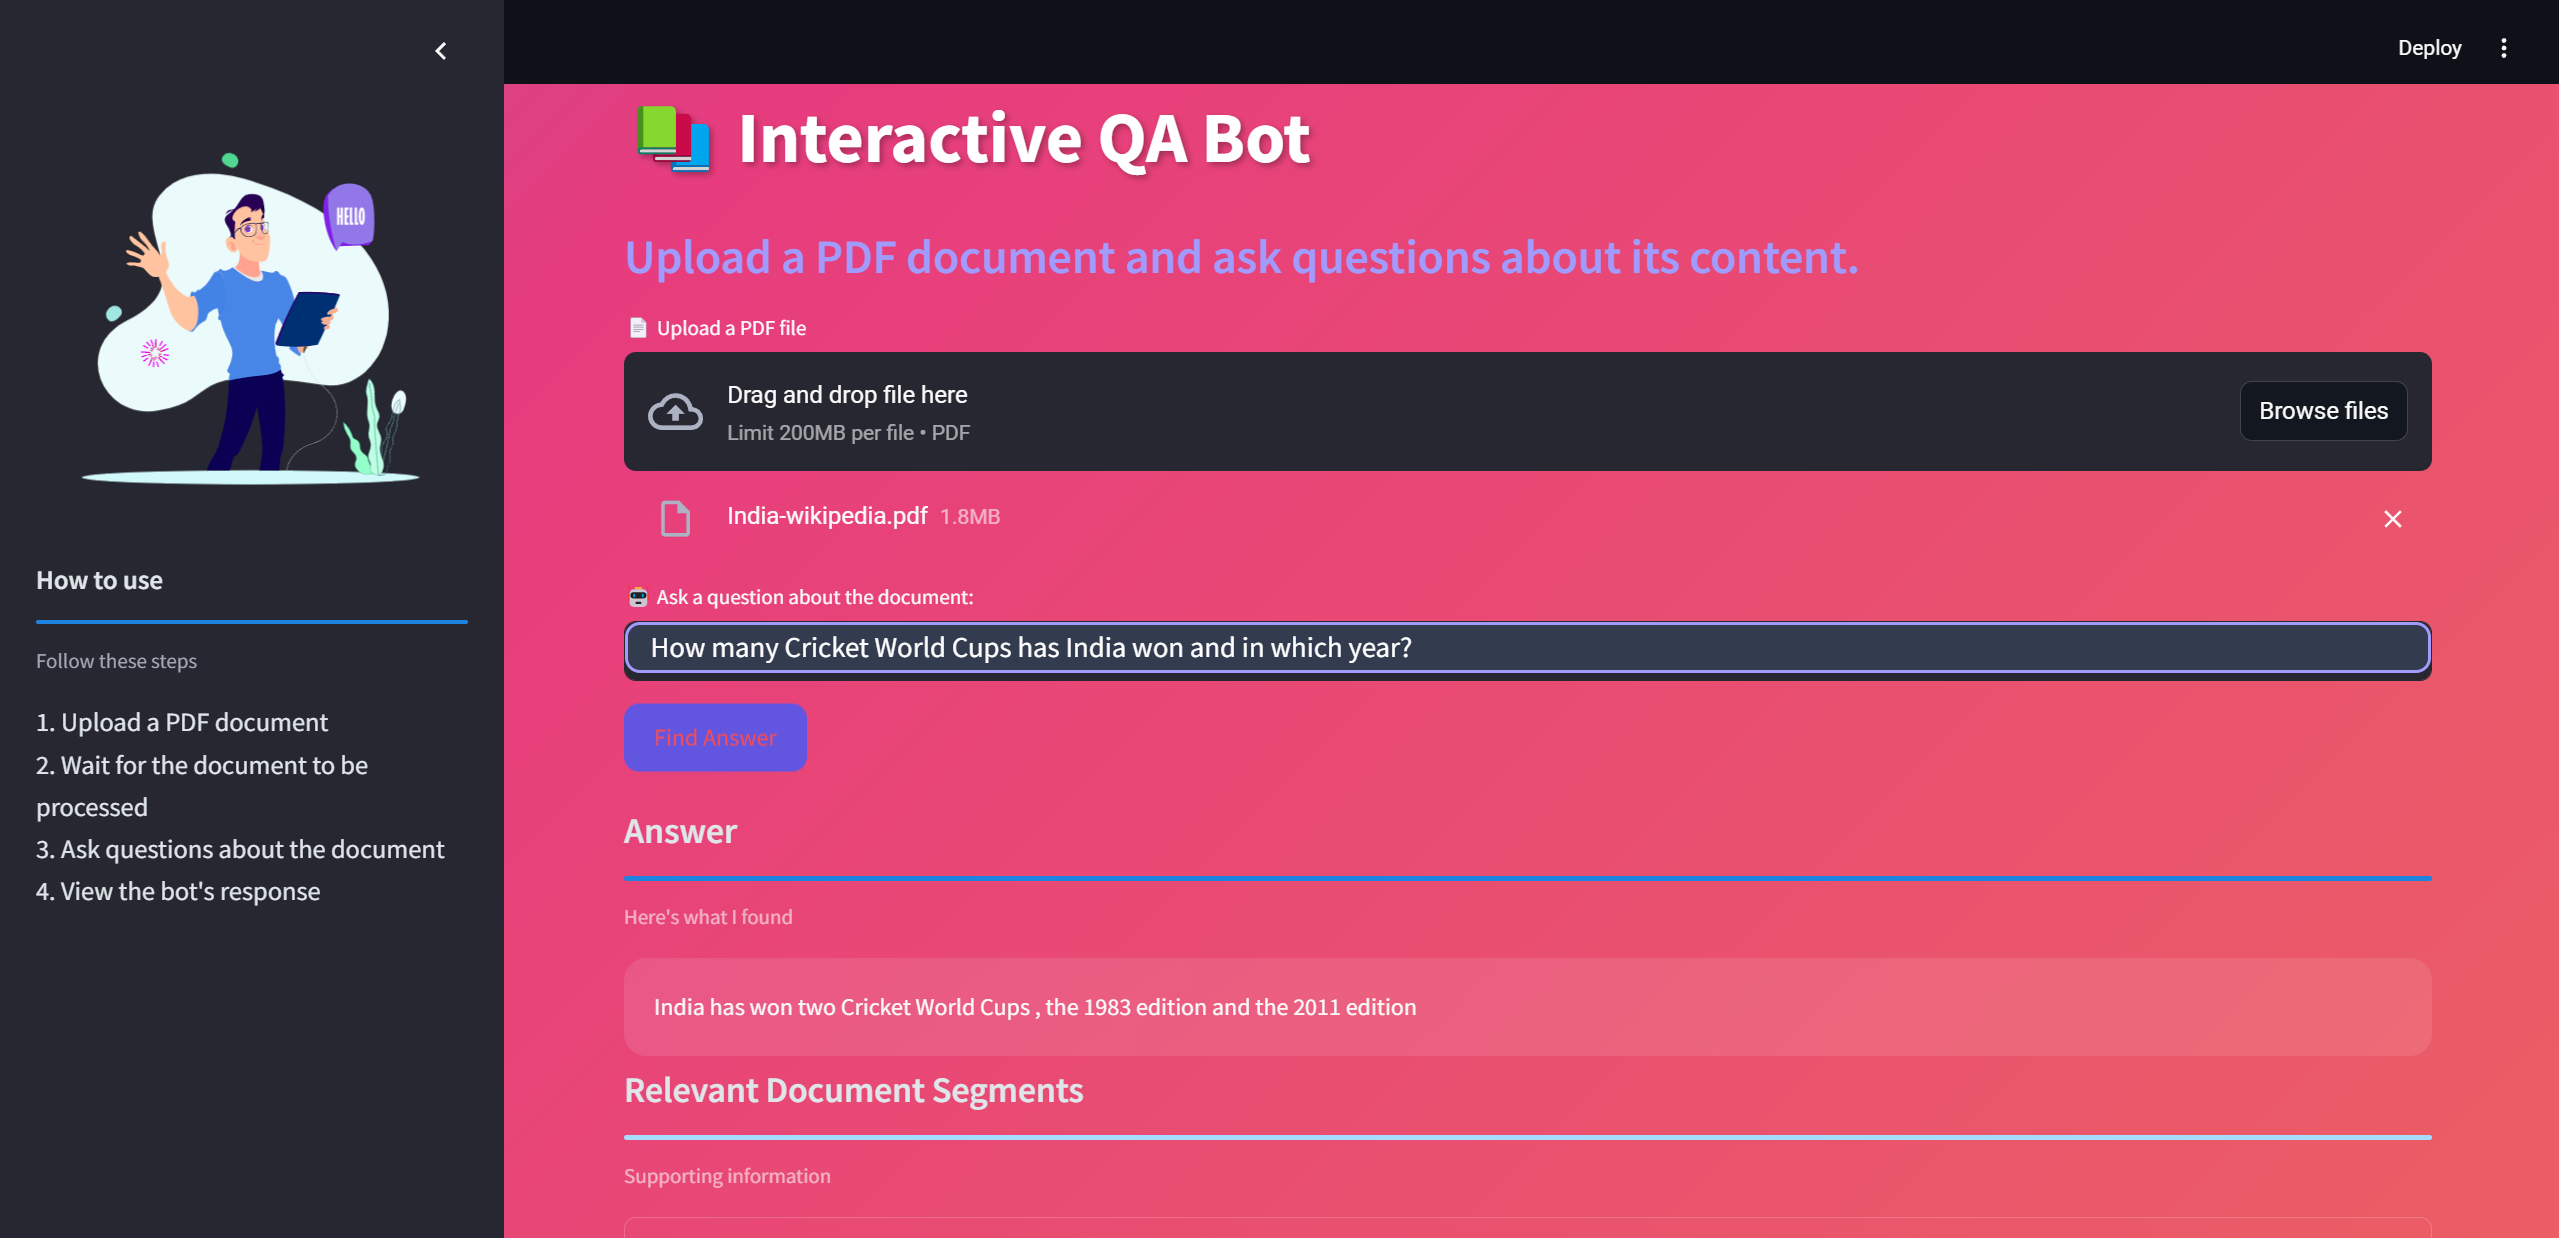 HELLO
How to use
Follow these steps
1. Upload a PDF document
2. Wait for the document to be
processed
3. Ask questions about the document
4. View the bot's response
Deploy
Interactive QA Bot
Upload a PDF document and ask questions about its content.
Upload a PDF file
Drag and drop file here
Limit 200MB per file • PDF
Browse files
India-wikipedia.pdf 1.8MB
Ask a question about the document:
How many Cricket World Cups has India won and in which year?
Find Answer
Answer
Here's what I found
India has won two Cricket World Cups , the 1983 edition and the 2011 edition
Relevant Document Segments
Supporting information